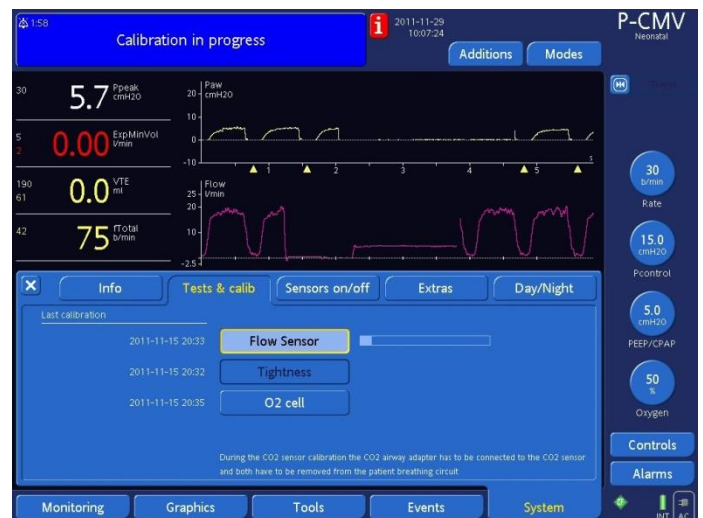 1:58
Calibration in progress
i
2011-11-29
10:07:24
Additions
Modes
P-CMV
Neonatal
30
5.7
Ppeak
cmH2O
5
2
0.00
ExpMinVol
l/min
190
61
0.0
VTE
ml
42
75
fTotal
b/min
Paw
cmH2O
20
10
0
-10
1
2
3
4
5
s
Flow
l/min
25
20
10
-2.5
30
b/min
Rate
15.0
cmH2O
Pcontrol
5.0
cmH2O
PEEP/CPAP
50
%
Oxygen
Controls
Alarms
X
Info
Tests & calib
Sensors on/off
Extras
Day/Night
Last calibration
2011-11-15 20:33
Flow Sensor
2011-11-15 20:32
Tightness
2011-11-15 20:35
O2 cell
During the CO2 sensor calibration the CO2 airway adapter has to be connected to the CO2 sensor
and both have to be removed from the patient breathing circuit
Monitoring
Graphics
Tools
Events
System
INT
AC